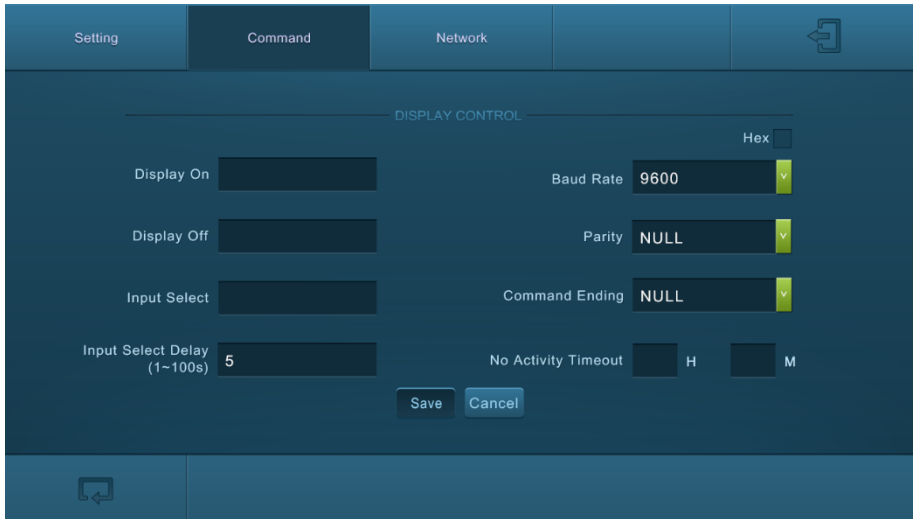 Setting Command Network
DISPLAY CONTROL
Hex
Display On
Baud Rate 9600 v
Display Off
Parity NULL v
Input Select
Command Ending NULL v
Input Select Delay
(1~100s) 5
No Activity Timeout H M
Save Cancel